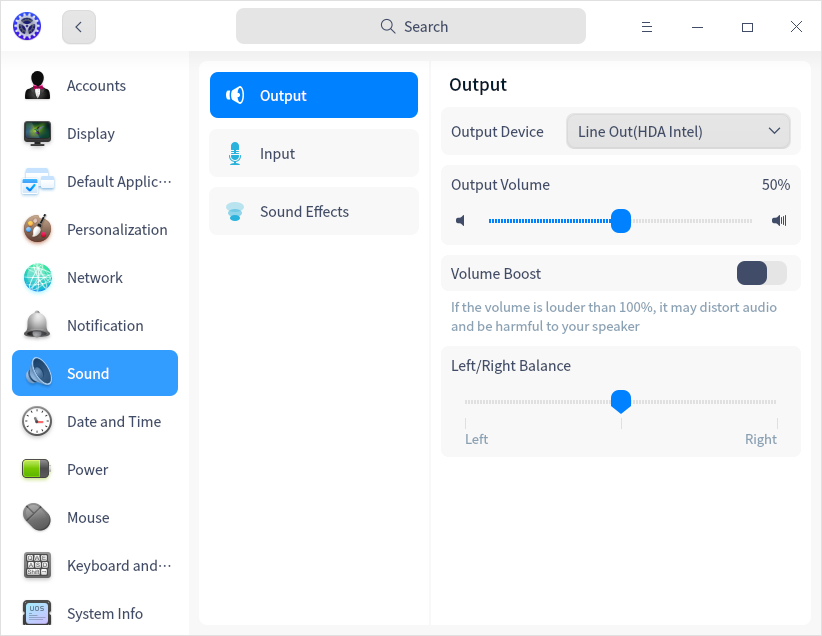 Search
Accounts
Display
Default Applic···
Personalization
Network
Notification
Sound
Date and Time
Power
Mouse
Keyboard and···
UOS
System Info
Output
Input
Sound Effects
Output
Output Device
Line Out(HDA Intel)
Output Volume
50%
Volume Boost
If the volume is louder than 100%, it may distort audio
and be harmful to your speaker
Left/Right Balance
Left
Right